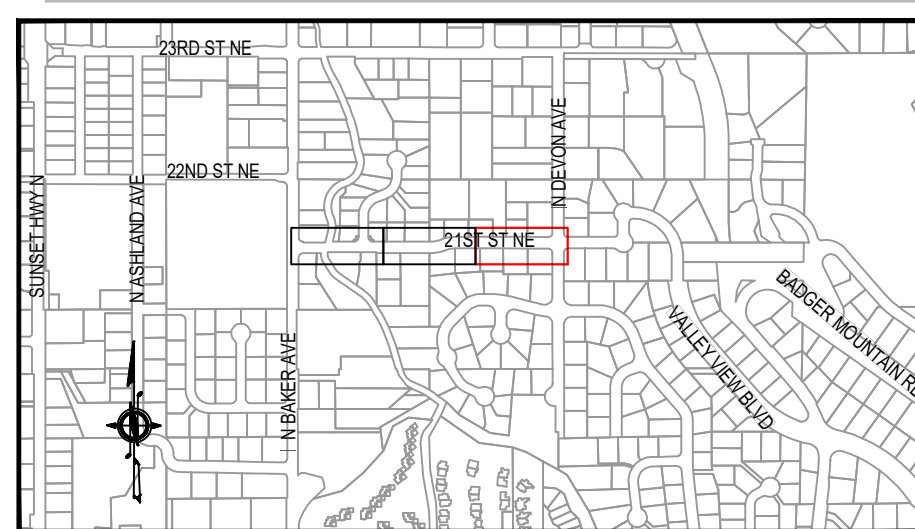 23RD ST NE
N DEVON AVE
22ND ST NE
SUNSET HWY N
N ASHLAND AVE
21ST ST NE
BADGER MOUNTAIN
VALLEY VIEW BLVD
N BAKER AVE